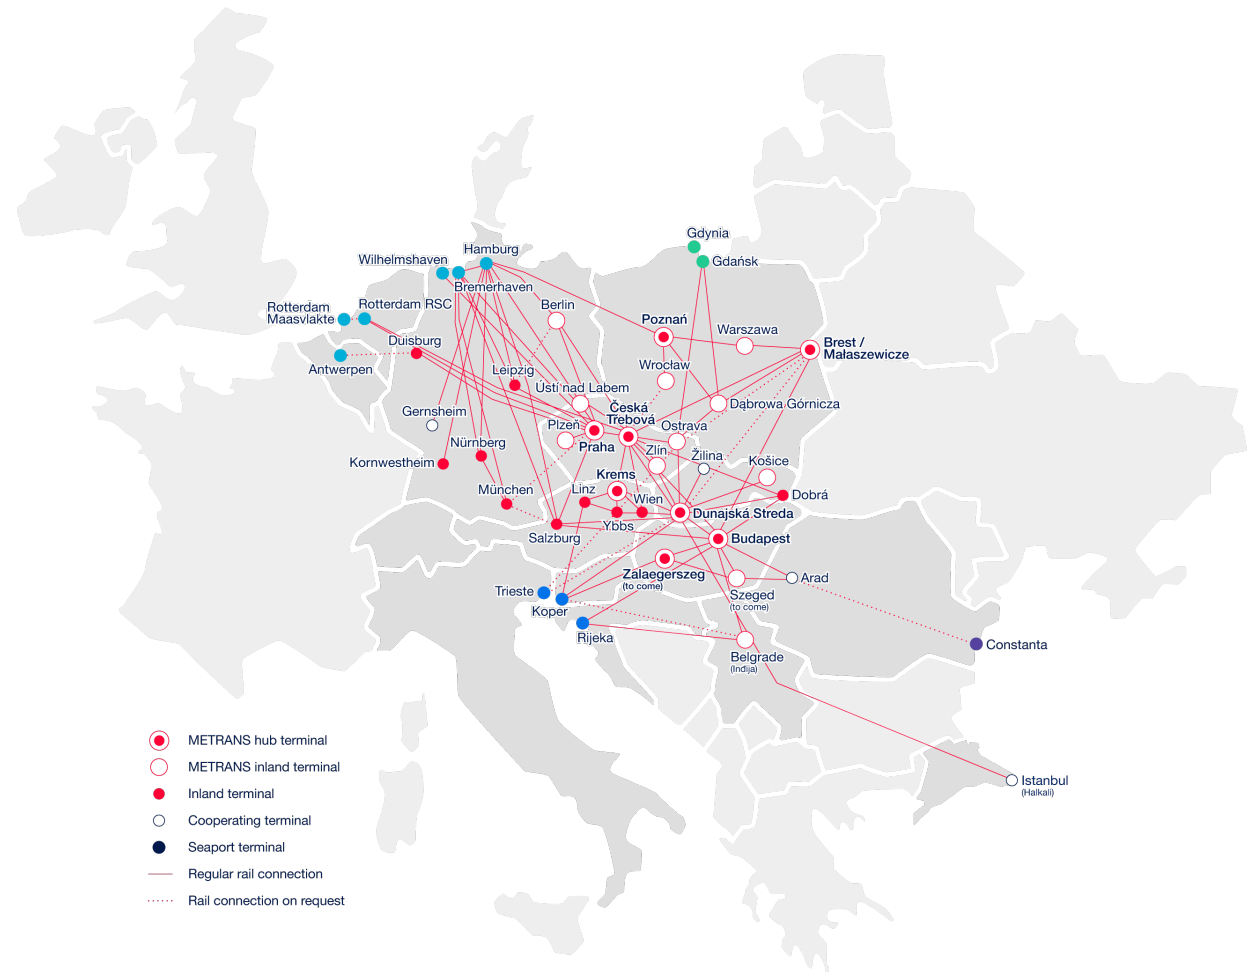 Gdynia
Gdańsk
Hamburg
Wilhelmshaven
Bremerhaven
Rotterdam
Maasvlakte
Rotterdam RSC
Berlin
Poznań
Warszawa
Brest /
Małaszewicze
Duisburg
Antwerpen
Leipzig
Wrocław
Ústí nad Labem
Dąbrowa Górnicza
Gernsheim
Česká
Třebová
Plzeň
Praha
Ostrava
Nürnberg
Zlín
Žilina
Košice
Kornwestheim
Krems
München
Linz
Wien
Dobrá
Ybbs
Dunajská Streda
Salzburg
Budapest
Zalaegerszeg
(to come)
Arad
Trieste
Szeged
(to come)
Koper
Rijeka
Constanta
Belgrade
(Inđija)
METRANS hub terminal
METRANS inland terminal
Inland terminal
Istanbul
(Halkali)
Cooperating terminal
Seaport terminal
Regular rail connection
Rail connection on request